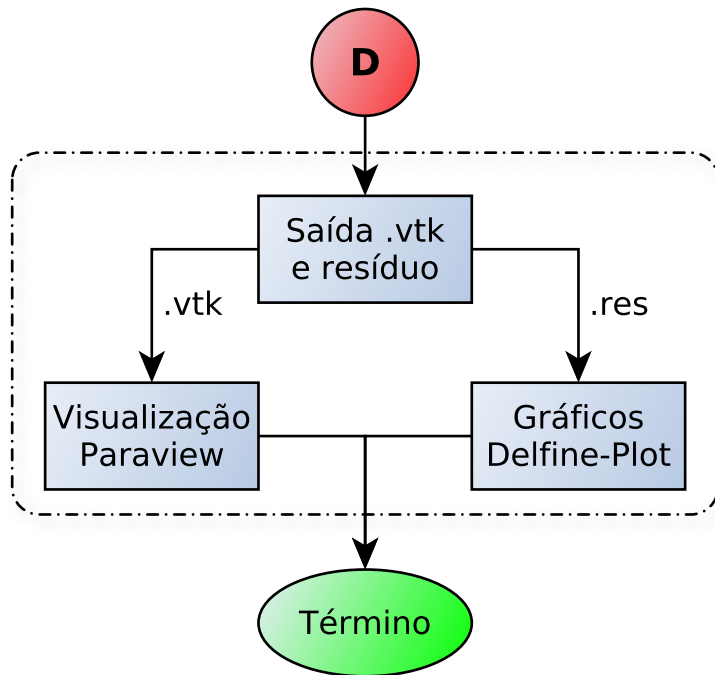 D
Saída .vtk
e resíduo
.vtk
.res
Visualização
Paraview
Gráficos
Delfine-Plot
Término